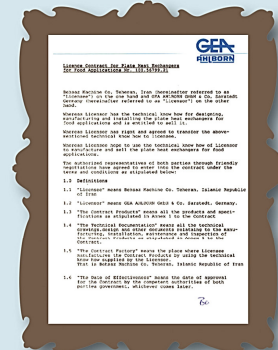 GEA
AHLBORN
Licence Contract for Plate Heat Exchangers
for Food Applications Nr. 101.56799.31
Behsaz Machine Co. Teheran, Iran (hereinafter referred to as
"Licensee") on the one hand and GEA AHLBORN GmbH & Co. Sarstedt,
Germany (hereinafter referred to as "Licensor") on the other
hand.
Whereas Licensor has the technical know how for designing,
manufacturing and installing the plate heat exchangers for
food applications and is entitled to sell it.
Whereas Licensor has right and agreed to transfer the above-
mentioned technical know how to licensee.
Whereas Licensee hope to use the technical know how of Licensor
to manufacture and sell the plate heat exchangers for food
applications.
The authorized representatives of both parties through friendly
negotiations have agreed to enter into the contract under the
terms and conditions as stipulated below:
1.0 Definitions
1.1 "Licensee" means Behsaz Machine Co. Teheran, Islamic Republic
of Iran
1.2 "Licensor" means GEA AHLBORN GmbH & Co. Sarstedt, Germany.
1.3 "The Contract Products" means all the products and speci-
fications as stipulated in Annex 1 to the Contract
1.4 "The Technical Documentation" means all the technical
drawings, design and other documents relating to the manu-
facturing, installation, maintenance and inspection of
the Contract Products as stipulated in Annex 2 to the
Contract.
1.5 "The Contract Factory" means the place where Licensee
manufactures the Contract Products by using the technical
know how supplied by the Licensor.
That is Behsaz Machine Co. Teheran, Islamic Republic of Iran
1.6 "The Date of Effectiveness" means the date of approval
for the Contract by the competent authorities of both
parties government, whichever comes later.